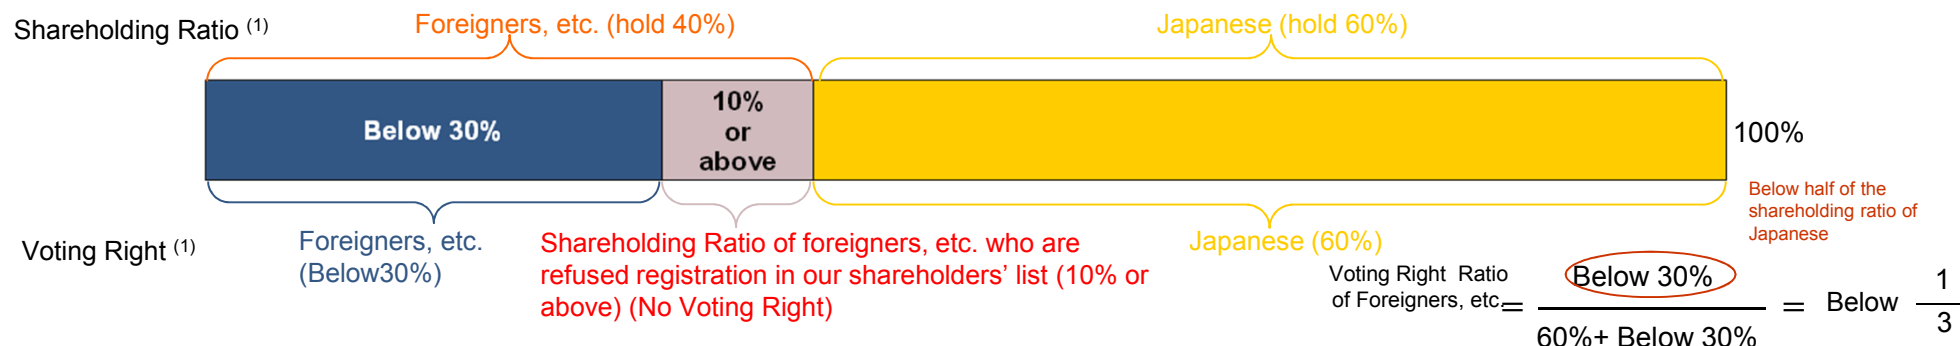 Shareholding Ratio (1)
Foreigners, etc. (hold 40%)
Japanese (hold 60%)
Below 30%
10%
or
above
100%
Below half of the
shareholding ratio of
Japanese
Voting Right (1)
Foreigners, etc.
(Below30%)
Shareholding Ratio of foreigners, etc. who are
refused registration in our shareholders’ list (10% or
above) (No Voting Right)
Japanese (60%)
Voting Right Ratio
of Foreigners, etc.
=
Below 30%
60%+ Below 30%
= Below
1
3